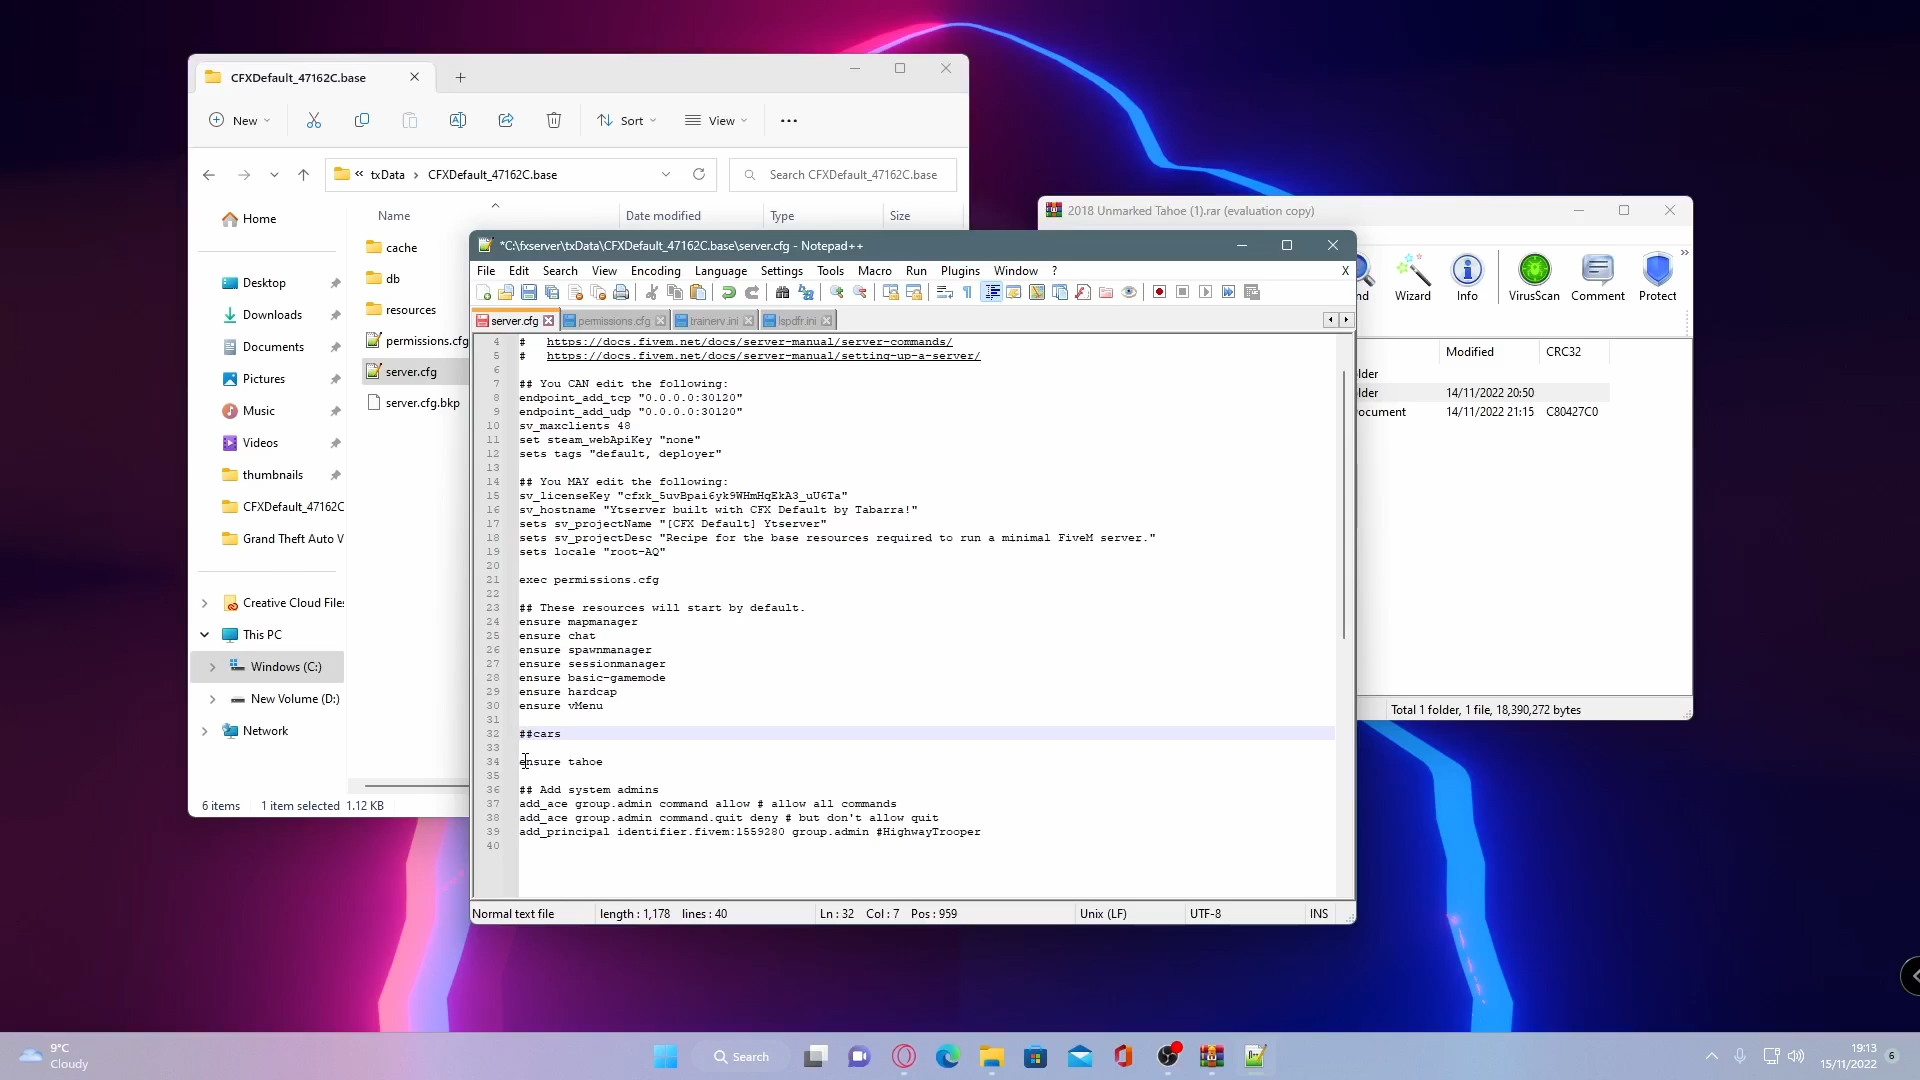 CFXDefault_47162C.base
New
Sort
View
txData
CFXDefault_47162C.base
Search CFXDefault_47162C.base
Home
Desktop
Downloads
Documents
Pictures
Music
Videos
thumbnails
CFXDefault_47162C
Grand Theft Auto V
Creative Cloud Files
This PC
Windows (C:)
New Volume (D:)
Network
Name
Date modified
Type
Size
cache
db
resources
permissions.cfg
server.cfg
server.cfg.bkp
6 items
1 item selected
1.12 KB
2018 Unmarked Tahoe (1).rar (evaluation copy)
nd
Wizard
Info
VirusScan
Comment
Protect
Modified
CRC32
lder
lder
14/11/2022 20:50
ocument
14/11/2022 21:15
C80427C0
Total 1 folder, 1 file, 18,390,272 bytes
*C:\fxserver\txData\CFXDefault_47162C.base\server.cfg - Notepad++
File
Edit
Search
View
Encoding
Language
Settings
Tools
Macro
Run
Plugins
Window
?
X
server.cfg
permissions.cfg
trainerv.ini
lspdfr.ini
4 # https://docs.fivem.net/docs/server-manual/server-commands/
5 # https://docs.fivem.net/docs/server-manual/setting-up-a-server/
6
7 ## You CAN edit the following:
8 endpoint_add_tcp "0.0.0.0:30120"
9 endpoint_add_udp "0.0.0.0:30120"
10 sv_maxclients 48
11 set steam_webApiKey "none"
12 sets tags "default, deployer"
13
14 ## You MAY edit the following:
15 sv_licenseKey "cfxk_5uvBpai6yk9WHmHqEkA3_uU6Ta"
16 sv_hostname "Ytserver built with CFX Default by Tabarra!"
17 sets sv_projectName "[CFX Default] Ytserver"
18 sets sv_projectDesc "Recipe for the base resources required to run a minimal FiveM server."
19 sets locale "root-AQ"
20
21 exec permissions.cfg
22
23 ## These resources will start by default.
24 ensure mapmanager
25 ensure chat
26 ensure spawnmanager
27 ensure sessionmanager
28 ensure basic-gamemode
29 ensure hardcap
30 ensure vMenu
31
32 ##cars
33
34 ensure tahoe
35
36 ## Add system admins
37 add_ace group.admin command allow # allow all commands
38 add_ace group.admin command.quit deny # but don't allow quit
39 add_principal identifier.fivem:1559280 group.admin #HighwayTrooper
40
Normal text file
length : 1,178 lines : 40
Ln : 32 Col : 7 Pos : 959
Unix (LF)
UTF-8
INS
9°C
Cloudy
Search
19:13
15/11/2022
6